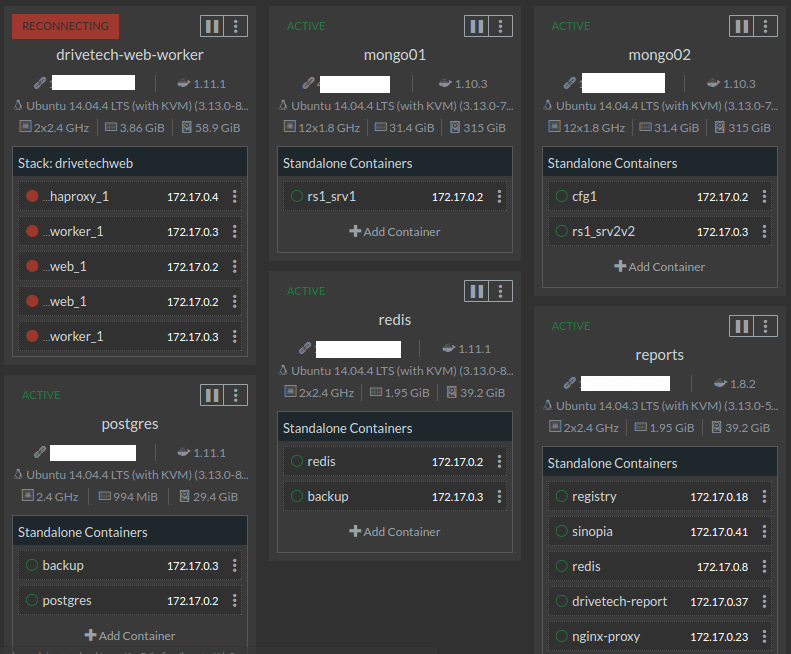 RECONNECTING
drivetech-web-worker
1.11.1
Ubuntu 14.04.4 LTS (with KVM) (3.13.0-8...
2x2.4 GHz 3.86 GiB 58.9 GiB
Stack: drivetechweb
...haproxy_1 172.17.0.4
...worker_1 172.17.0.3
...web_1 172.17.0.2
...web_1 172.17.0.2
...worker_1 172.17.0.3
ACTIVE
postgres
1.11.1
Ubuntu 14.04.4 LTS (with KVM) (3.13.0-8...
2.4 GHz 994 MiB 29.4 GiB
Standalone Containers
backup 172.17.0.3
postgres 172.17.0.2
Add Container
ACTIVE
mongo01
1.10.3
Ubuntu 14.04.4 LTS (with KVM) (3.13.0-7...
12x1.8 GHz 31.4 GiB 315 GiB
Standalone Containers
rs1_srv1 172.17.0.2
Add Container
ACTIVE
redis
1.11.1
Ubuntu 14.04.4 LTS (with KVM) (3.13.0-8...
2x2.4 GHz 1.95 GiB 39.2 GiB
Standalone Containers
redis 172.17.0.2
backup 172.17.0.3
Add Container
ACTIVE
mongo02
1.10.3
Ubuntu 14.04.4 LTS (with KVM) (3.13.0-7...
12x1.8 GHz 31.4 GiB 315 GiB
Standalone Containers
cfg1 172.17.0.2
rs1_srv2v2 172.17.0.3
Add Container
ACTIVE
reports
1.8.2
Ubuntu 14.04.3 LTS (with KVM) (3.13.0-5...
2x2.4 GHz 1.95 GiB 39.2 GiB
Standalone Containers
registry 172.17.0.18
sinopia 172.17.0.41
redis 172.17.0.8
drivetech-report 172.17.0.37
nginx-proxy 172.17.0.23